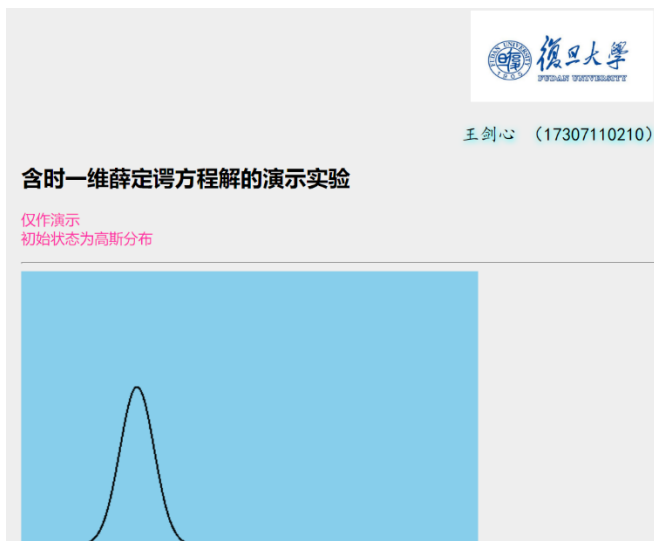 復旦大學
FUDAN UNIVERSITY
王剑心 （17307110210）
含时一维薛定谔方程解的演示实验
仅作演示
初始状态为高斯分布